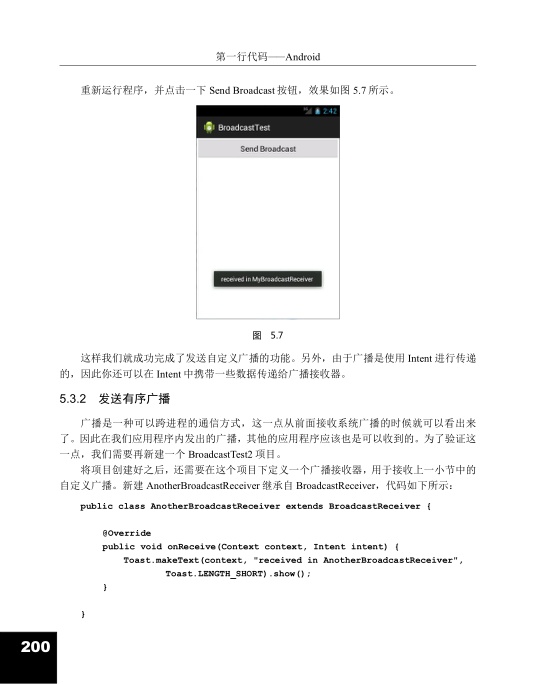 第一行代码——Android
重新运行程序，并点击一下 Send Broadcast 按钮，效果如图 5.7 所示。
2:42
BroadcastTest
Send Broadcast
received in MyBroadcastReceiver
图 5.7
这样我们就成功完成了发送自定义广播的功能。另外，由于广播是使用 Intent 进行传递
的，因此你还可以在 Intent 中携带一些数据传递给广播接收器。
5.3.2 发送有序广播
广播是一种可以跨进程的通信方式，这一点从前面接收系统广播的时候就可以看出来
了。因此在我们应用程序内发出的广播，其他的应用程序应该也是可以收到的。为了验证这
一点，我们需要再新建一个 BroadcastTest2 项目。
将项目创建好之后，还需要在这个项目下定义一个广播接收器，用于接收上一小节中的
自定义广播。新建 AnotherBroadcastReceiver 继承自 BroadcastReceiver，代码如下所示：
public class AnotherBroadcastReceiver extends BroadcastReceiver {
@Override
public void onReceive(Context context, Intent intent) {
Toast.makeText(context, "received in AnotherBroadcastReceiver",
Toast.LENGTH_SHORT).show();
}
}
200